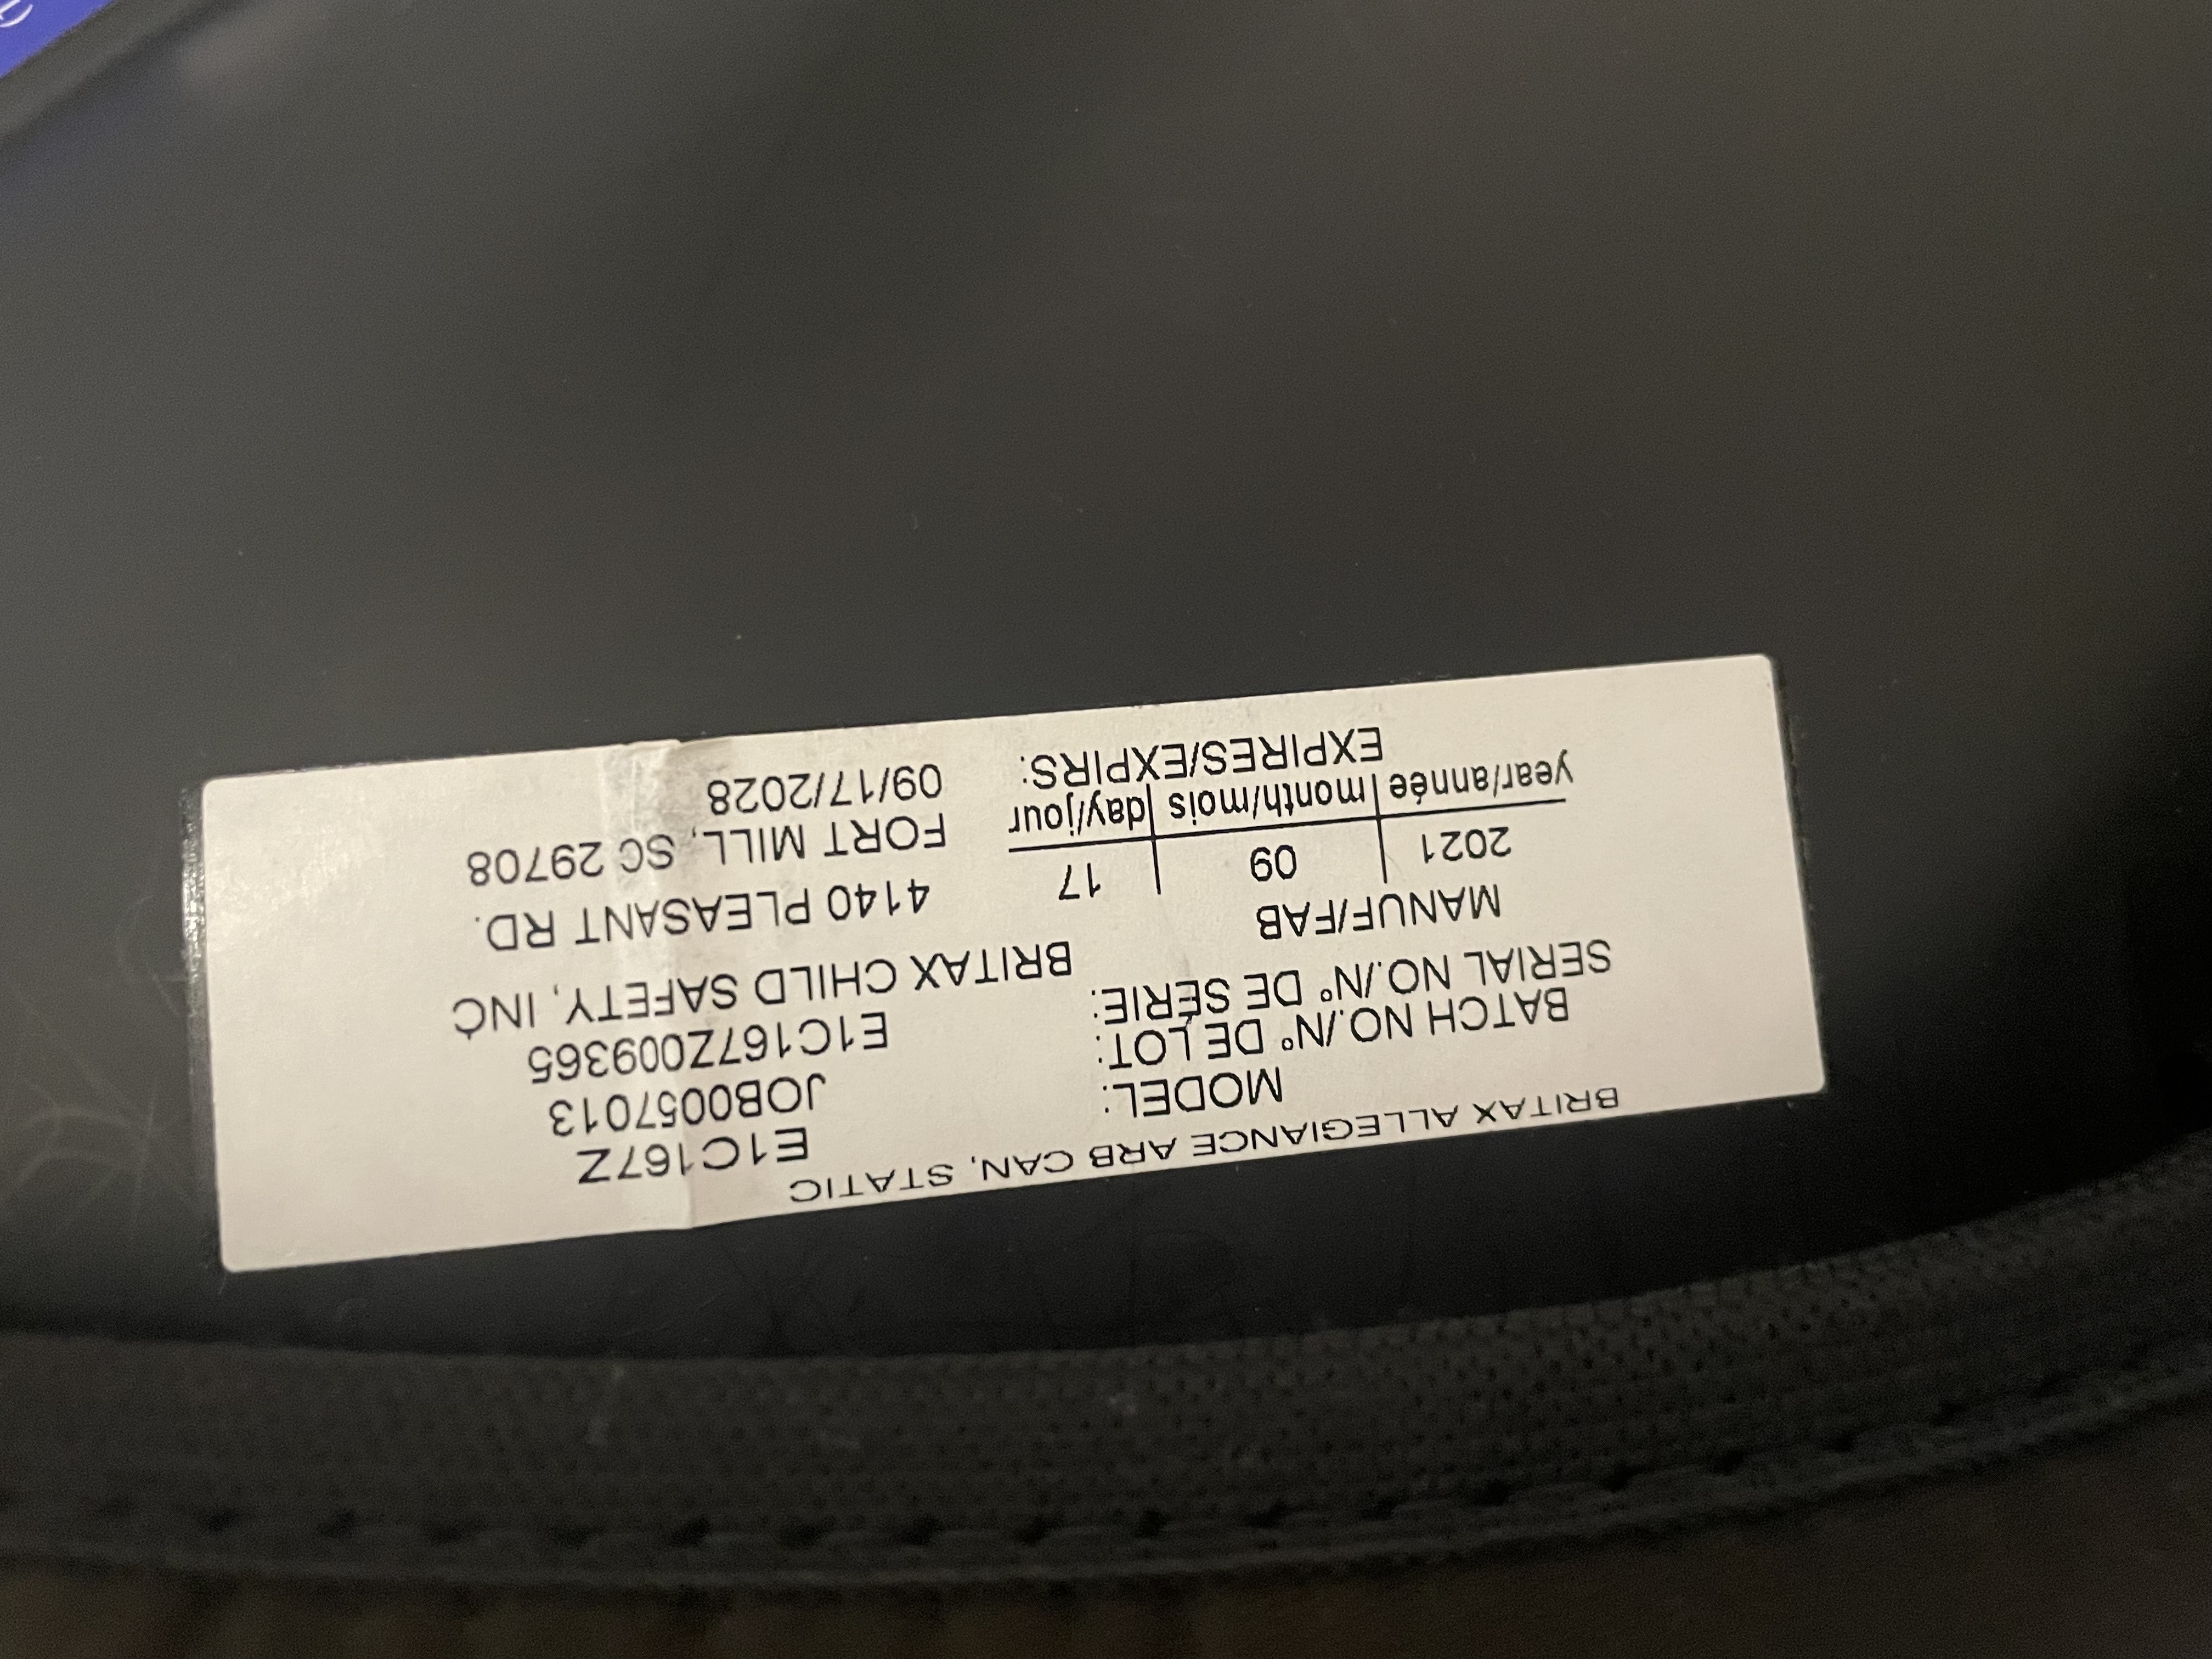 BRITAX ALLEGIANCE ARB CAN, STATIC
MODEL: E1C167Z
BATCH NO./N° DE LOT: JOB0057013
SERIAL NO./N° DE SÉRIE: E1C167Z009365
MANUF/FAB BRITAX CHILD SAFETY, INC
2021 | 09 | 17 4140 PLEASANT RD.
year/année | month/mois | day/jour FORT MILL, SC 29708
EXPIRES/EXPIRS: 09/17/2028